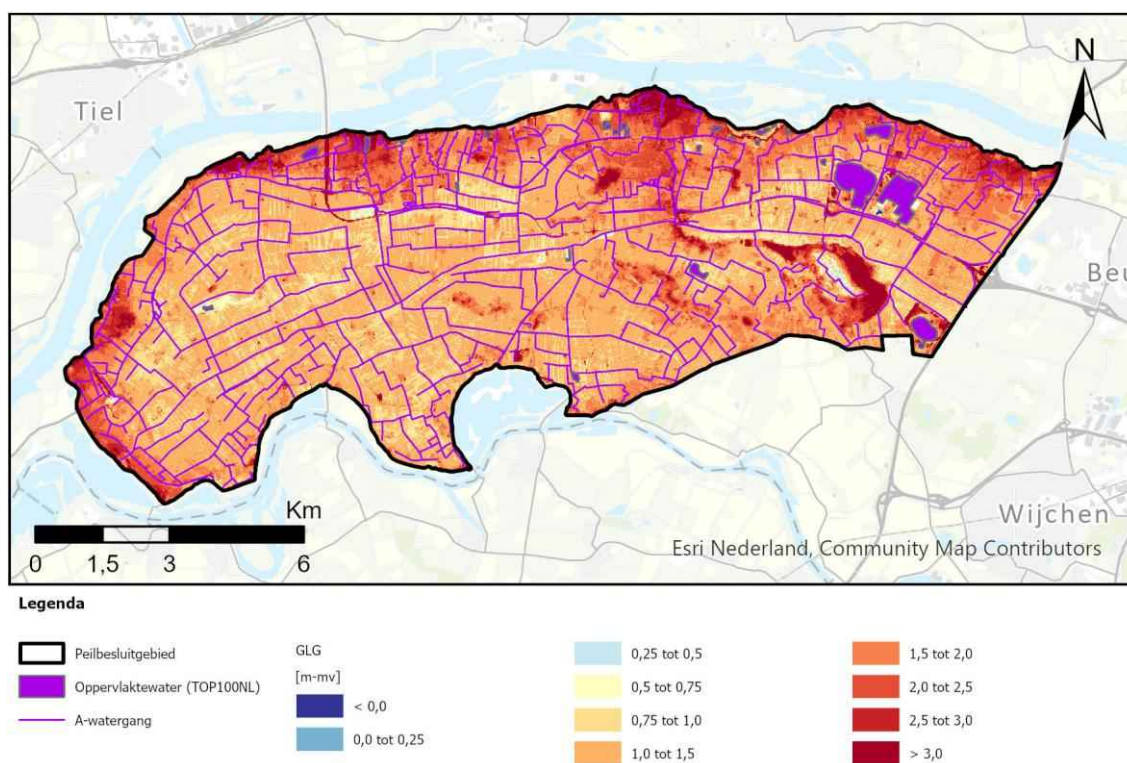 Tiel
N
Beu
Wijchen
Km
0 1,5 3 6
Esri Nederland, Community Map Contributors
Legenda
Peilbesluitgebied
Oppervlaktewater (TOP100NL)
A-watergang
GLG
[m-mv]
< 0,0
0,0 tot 0,25
0,25 tot 0,5
0,5 tot 0,75
0,75 tot 1,0
1,0 tot 1,5
1,5 tot 2,0
2,0 tot 2,5
2,5 tot 3,0
> 3,0